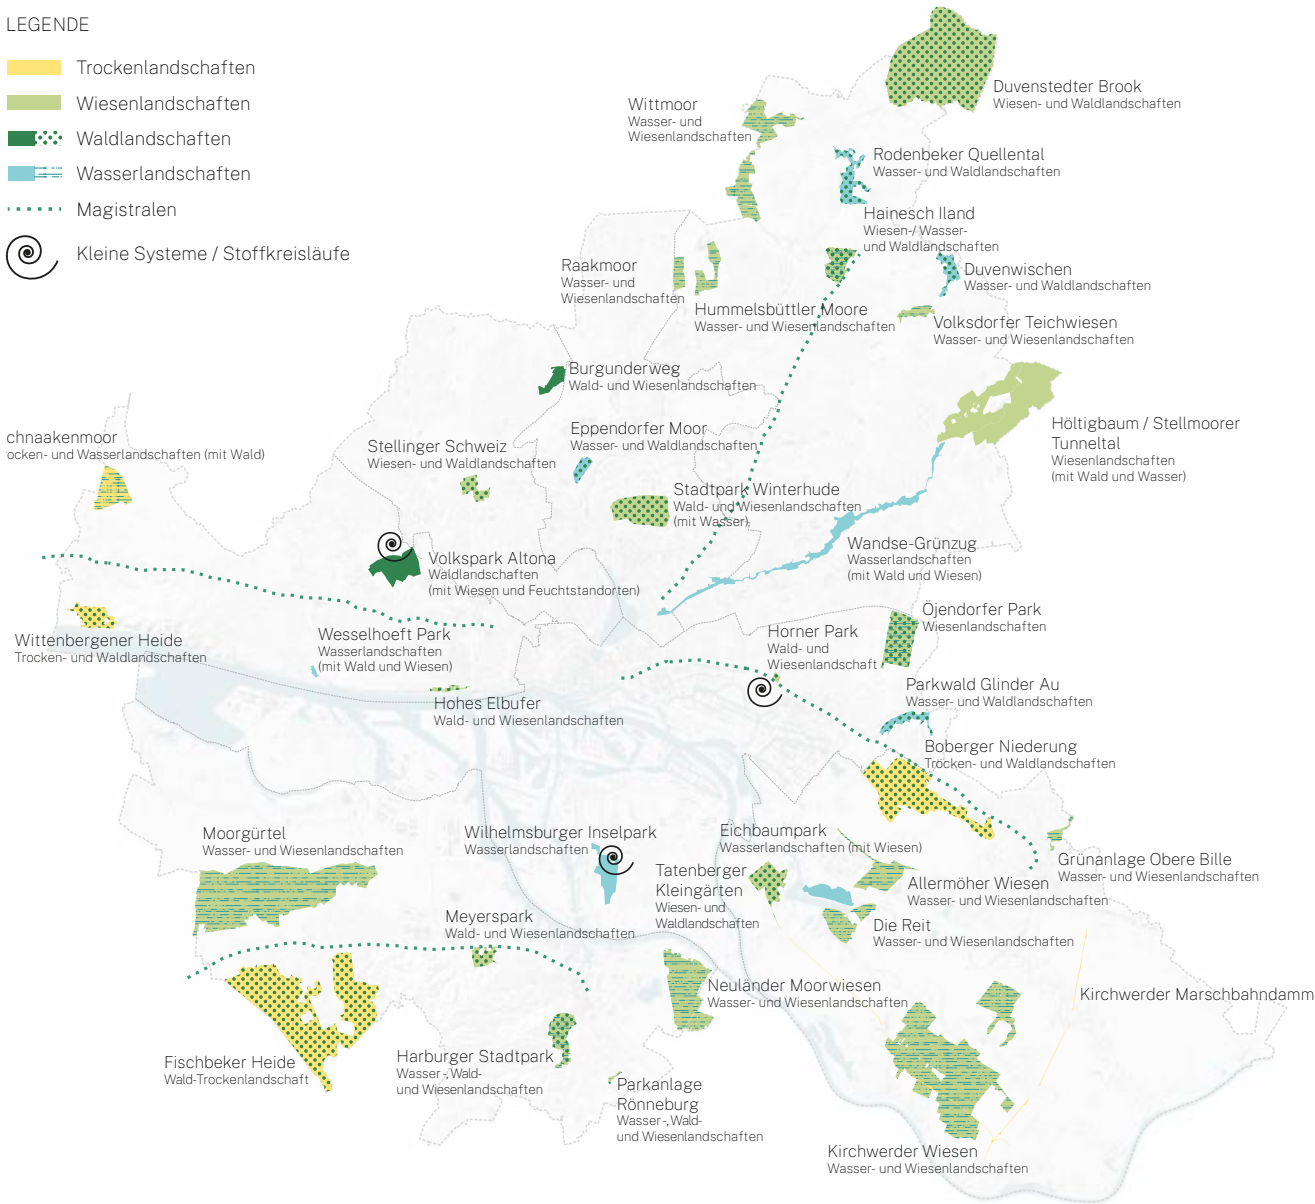 LEGENDE
Trockenlandschaften
Wiesenlandschaften
Waldlandschaften
Wasserlandschaften
Magistralen
Kleine Systeme / Stoffkreisläufe
Duvenstedter Brook
Wiesen- und Waldlandschaften
Wittmoor
Wasser- und
Wiesenlandschaften
Rodenbeker Quellental
Wasser- und Waldlandschaften
Hainesch Iland
Wiesen-/ Wasser-
und Waldlandschaften
Raakmoor
Wasser- und
Wiesenlandschaften
Duvenwischen
Wasser- und Waldlandschaften
Hummelsbüttler Moore
Wasser- und Wiesenlandschaften
Volksdorfer Teichwiesen
Wasser- und Wiesenlandschaften
Burgunderweg
Wald- und Wiesenlandschaften
Höltigbaum / Stellmoorer
Tunneltal
Wiesenlandschaften
(mit Wald und Wasser)
chnaakenmoor
ocken- und Wasserlandschaften (mit Wald)
Stellinger Schweiz
Wiesen- und Waldlandschaften
Eppendorfer Moor
Wasser- und Waldlandschaften
Stadtpark Winterhude
Wald- und Wiesenlandschaften
(mit Wasser)
Wandse-Grünzug
Wasserlandschaften
(mit Wald und Wiesen)
Volkspark Altona
Waldlandschaften
(mit Wiesen und Feuchtstandorten)
Wittenbergener Heide
Trocken- und Waldlandschaften
Wesselhoeft Park
Wasserlandschaften
(mit Wald und Wiesen)
Horner Park
Wald- und
Wiesenlandschaft
Öjendorfer Park
Wiesenlandschaften
Hohes Elbufer
Wald- und Wiesenlandschaften
Parkwald Glinder Au
Wasser- und Waldlandschaften
Boberger Niederung
Trocken- und Waldlandschaften
Moorgürtel
Wasser- und Wiesenlandschaften
Wilhelmsburger Inselpark
Wasserlandschaften
Eichbaumpark
Wasserlandschaften (mit Wiesen)
Grünanlage Obere Bille
Wasser- und Wiesenlandschaften
Tatenberger
Kleingärten
Wiesen- und
Waldlandschaften
Allermöher Wiesen
Wasser- und Wiesenlandschaften
Meyerspark
Wald- und Wiesenlandschaften
Die Reit
Wasser- und Wiesenlandschaften
Neuländer Moorwiesen
Wasser- und Wiesenlandschaften
Kirchwerder Marschbahndamm
Fischbeker Heide
Wald-Trockenlandschaft
Harburger Stadtpark
Wasser-, Wald-
und Wiesenlandschaften
Parkanlage
Rönneburg
Wasser-, Wald-
und Wiesenlandschaften
Kirchwerder Wiesen
Wasser- und Wiesenlandschaften